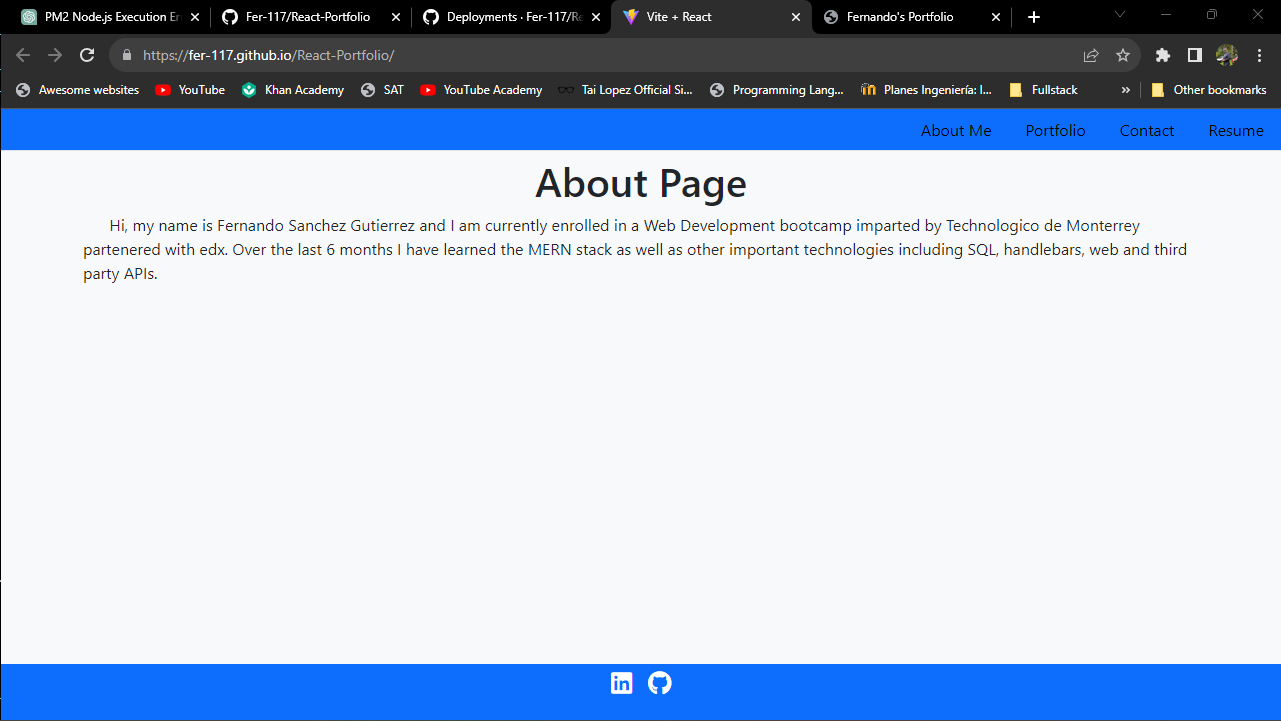 PM2 Node.js Execution Er
Fer-117/React-Portfolio
Deployments · Fer-117/Re
Vite + React
Fernando's Portfolio
https://fer-117.github.io/React-Portfolio/
Awesome websites
YouTube
Khan Academy
SAT
YouTube Academy
Tai Lopez Official Si...
Programming Lang...
Planes Ingeniería: I...
Fullstack
»
Other bookmarks
About Me
Portfolio
Contact
Resume
About Page
Hi, my name is Fernando Sanchez Gutierrez and I am currently enrolled in a Web Development bootcamp imparted by Technologico de Monterrey
partenered with edx. Over the last 6 months I have learned the MERN stack as well as other important technologies including SQL, handlebars, web and third
party APIs.
in